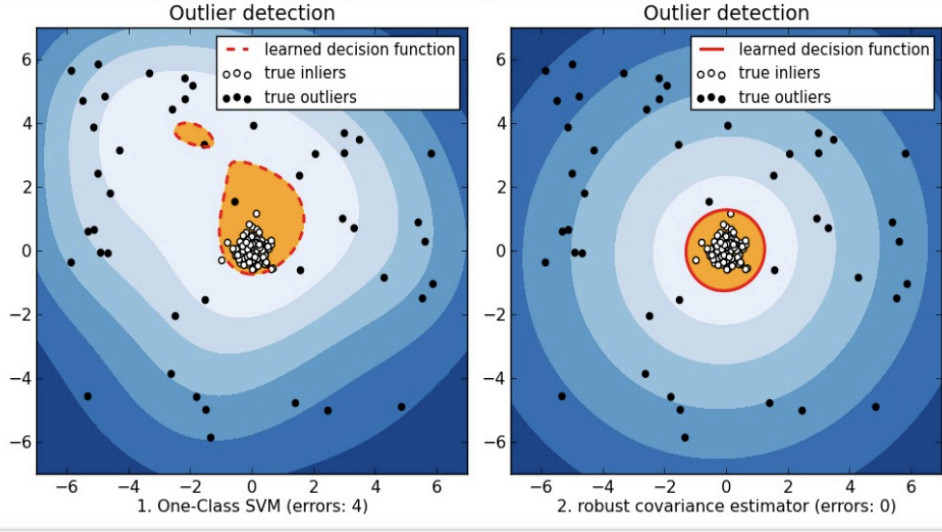 Outlier detection
learned decision function
true inliers
true outliers
6
4
2
0
−2
−4
−6
−6 −4 −2 0 2 4 6
1. One-Class SVM (errors: 4)
Outlier detection
learned decision function
true inliers
true outliers
6
4
2
0
−2
−4
−6
−6 −4 −2 0 2 4 6
2. robust covariance estimator (errors: 0)